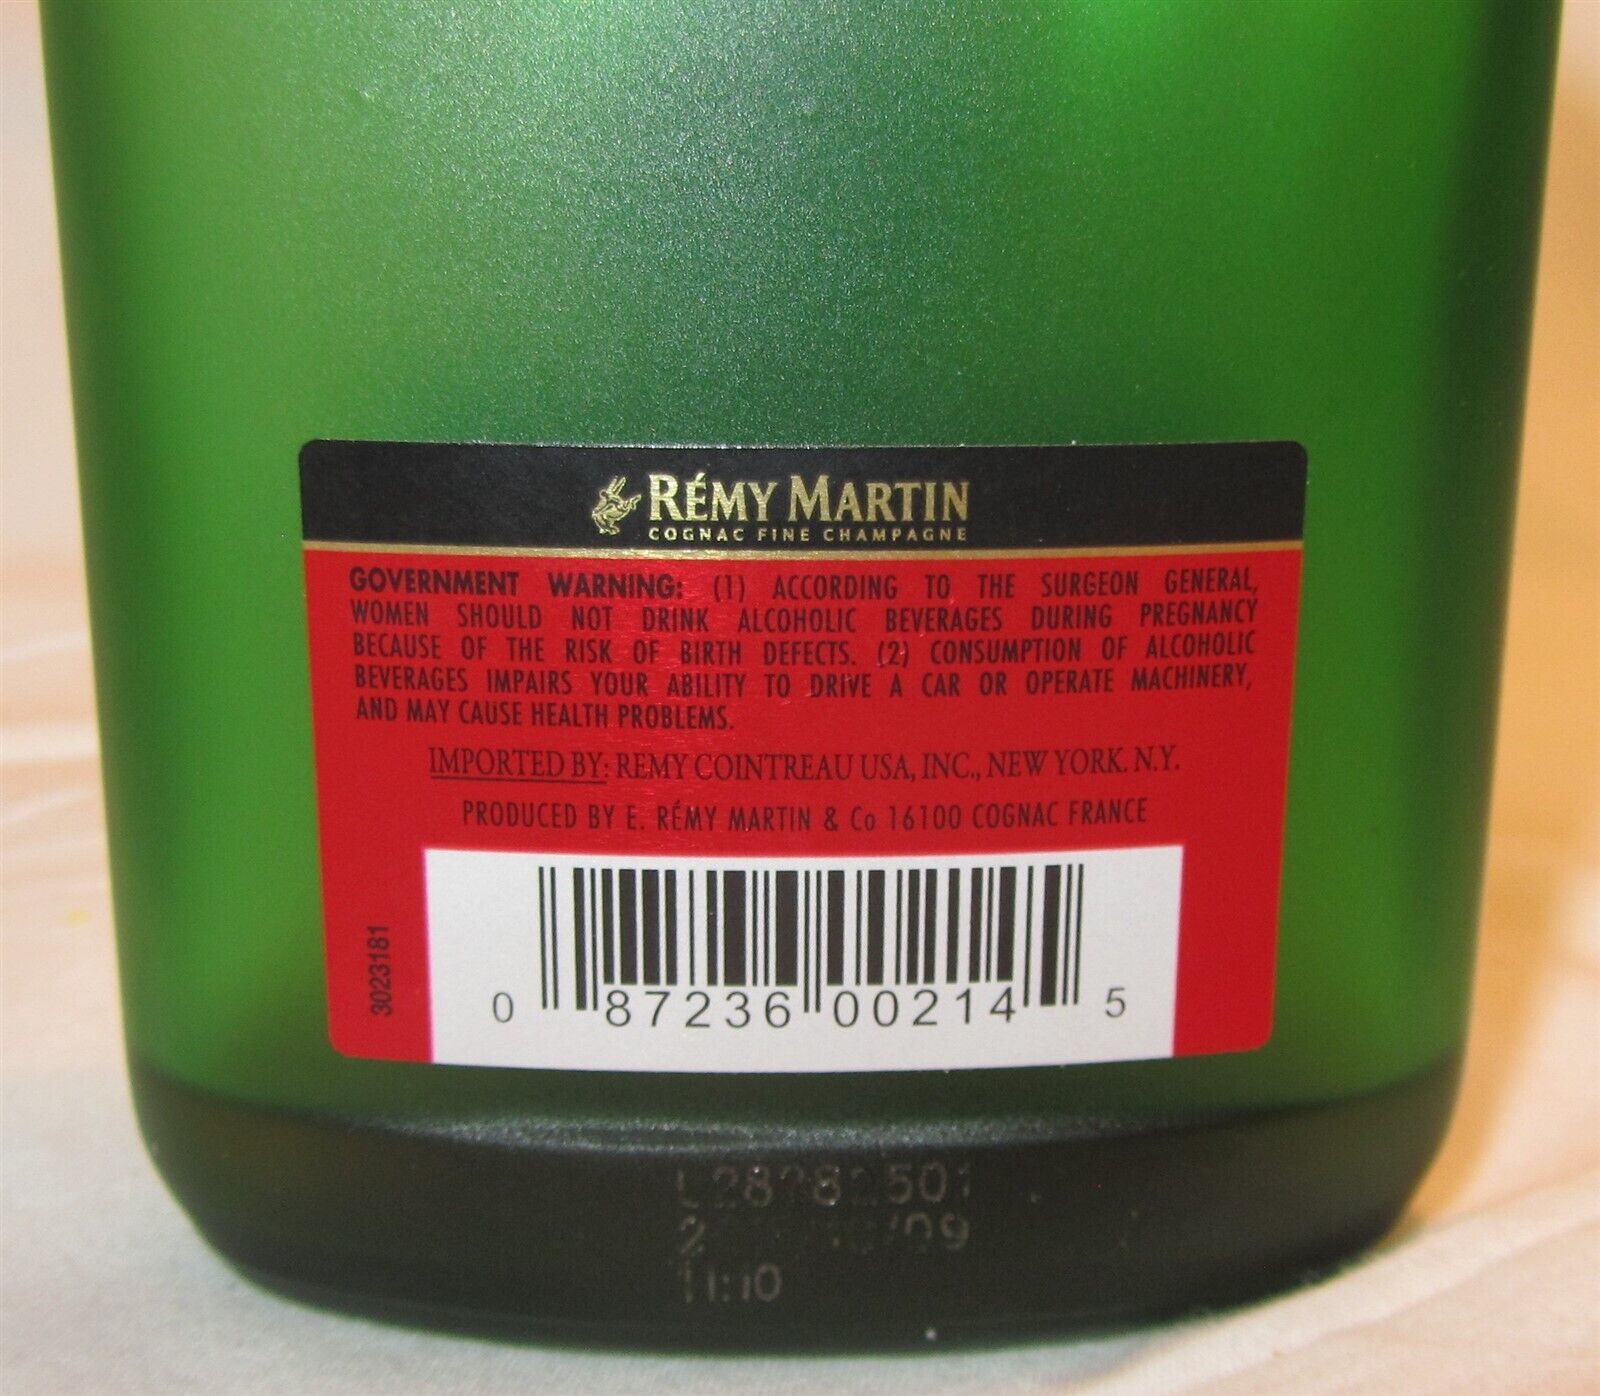 RÉMY MARTIN
COGNAC FINE CHAMPAGNE
GOVERNMENT WARNING: (1) ACCORDING TO THE SURGEON GENERAL,
WOMEN SHOULD NOT DRINK ALCOHOLIC BEVERAGES DURING PREGNANCY
BECAUSE OF THE RISK OF BIRTH DEFECTS. (2) CONSUMPTION OF ALCOHOLIC
BEVERAGES IMPAIRS YOUR ABILITY TO DRIVE A CAR OR OPERATE MACHINERY,
AND MAY CAUSE HEALTH PROBLEMS.
IMPORTED BY: REMY COINTREAU USA, INC., NEW YORK. N.Y.
PRODUCED BY E. RÉMY MARTIN & Co 16100 COGNAC FRANCE
3023181
0 87236 00214 5
11:10